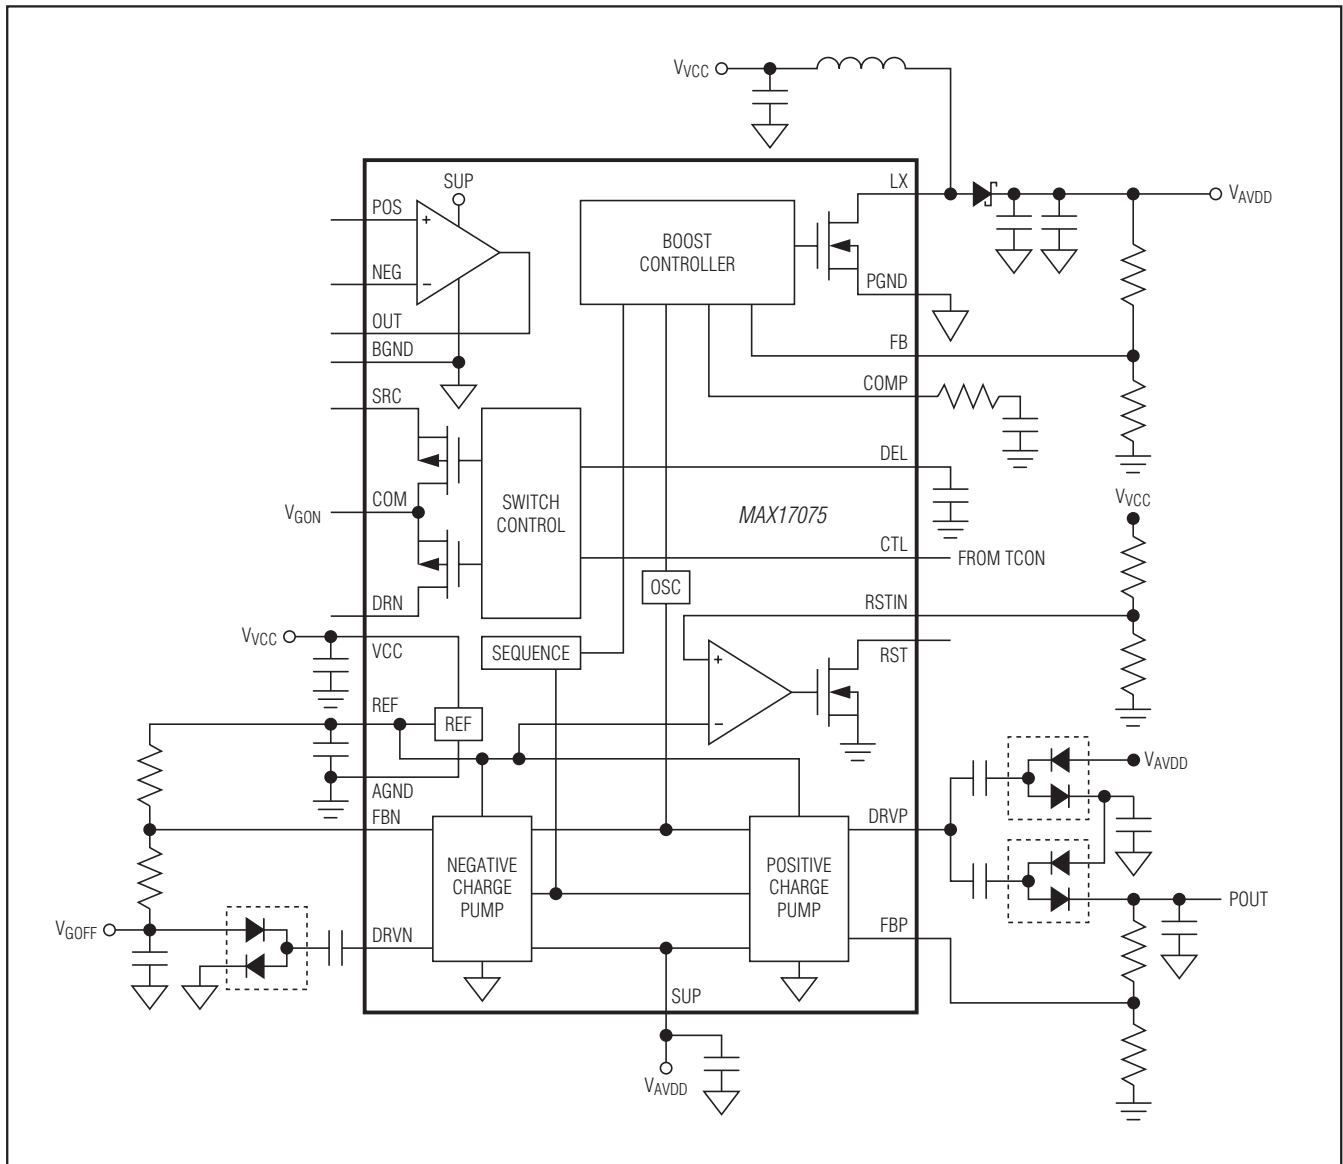 VVCC
SUP
POS
+
NEG
−
OUT
BGND
BOOST
CONTROLLER
LX
VAVDD
PGND
FB
COMP
SRC
COM
VGON
DRN
SWITCH
CONTROL
DEL
MAX17075
CTL
FROM TCON
VVCC
OSC
RSTIN
RST
+
−
VVCC
VCC
SEQUENCE
REF
REF
AGND
FBN
NEGATIVE
CHARGE
PUMP
POSITIVE
CHARGE
PUMP
DRVP
VAVDD
FBP
POUT
VGOFF
DRVN
SUP
VAVDD